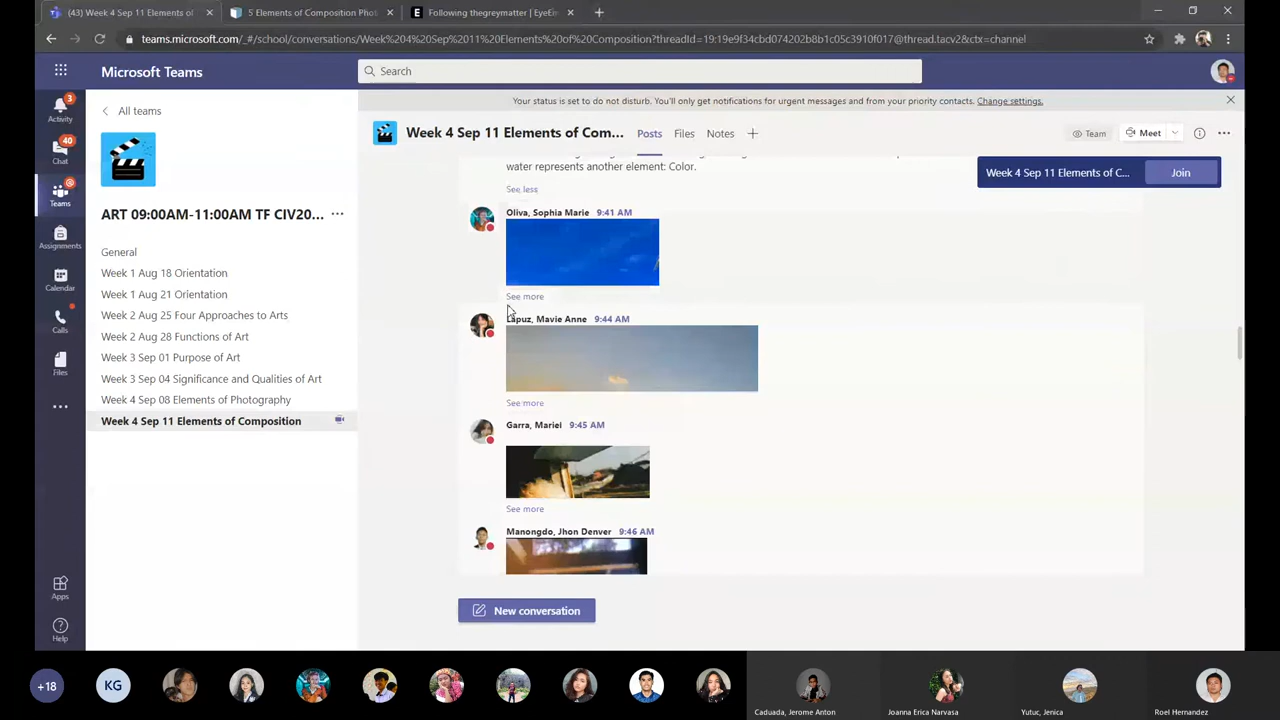 (43) Week 4 Sep 11 Elements of
5 Elements of Composition Phot
Following thegreymatter | EyeEm
teams.microsoft.com/_#/school/conversations/Week%204%20Sep%2011%20Elements%20of%20Composition?threadId=19:19e9f34cbd074202b8b1c05c3910f017@thread.tacv2&ctx=channel
Microsoft Teams
Search
Your status is set to do not disturb. You'll only get notifications for urgent messages and from your priority contacts. Change settings.
All teams
Week 4 Sep 11 Elements of Com...
Posts
Files
Notes
Team
Meet
3
Activity
40
Chat
Teams
Assignments
Calendar
Calls
Files
Apps
Help
ART 09:00AM-11:00AM TF CIV20...
General
Week 1 Aug 18 Orientation
Week 1 Aug 21 Orientation
Week 2 Aug 25 Four Approaches to Arts
Week 2 Aug 28 Functions of Art
Week 3 Sep 01 Purpose of Art
Week 3 Sep 04 Significance and Qualities of Art
Week 4 Sep 08 Elements of Photography
Week 4 Sep 11 Elements of Composition
water represents another element: Color.
See less
Week 4 Sep 11 Elements of C...
Join
Oliva, Sophia Marie 9:41 AM
See more
Lapuz, Mavie Anne 9:44 AM
See more
Garra, Mariel 9:45 AM
See more
Manongdo, Jhon Denver 9:46 AM
New conversation
+18
KG
Caduada, Jerome Anton
Joanna Erica Narvasa
Yutuc, Jenica
Roel Hernandez